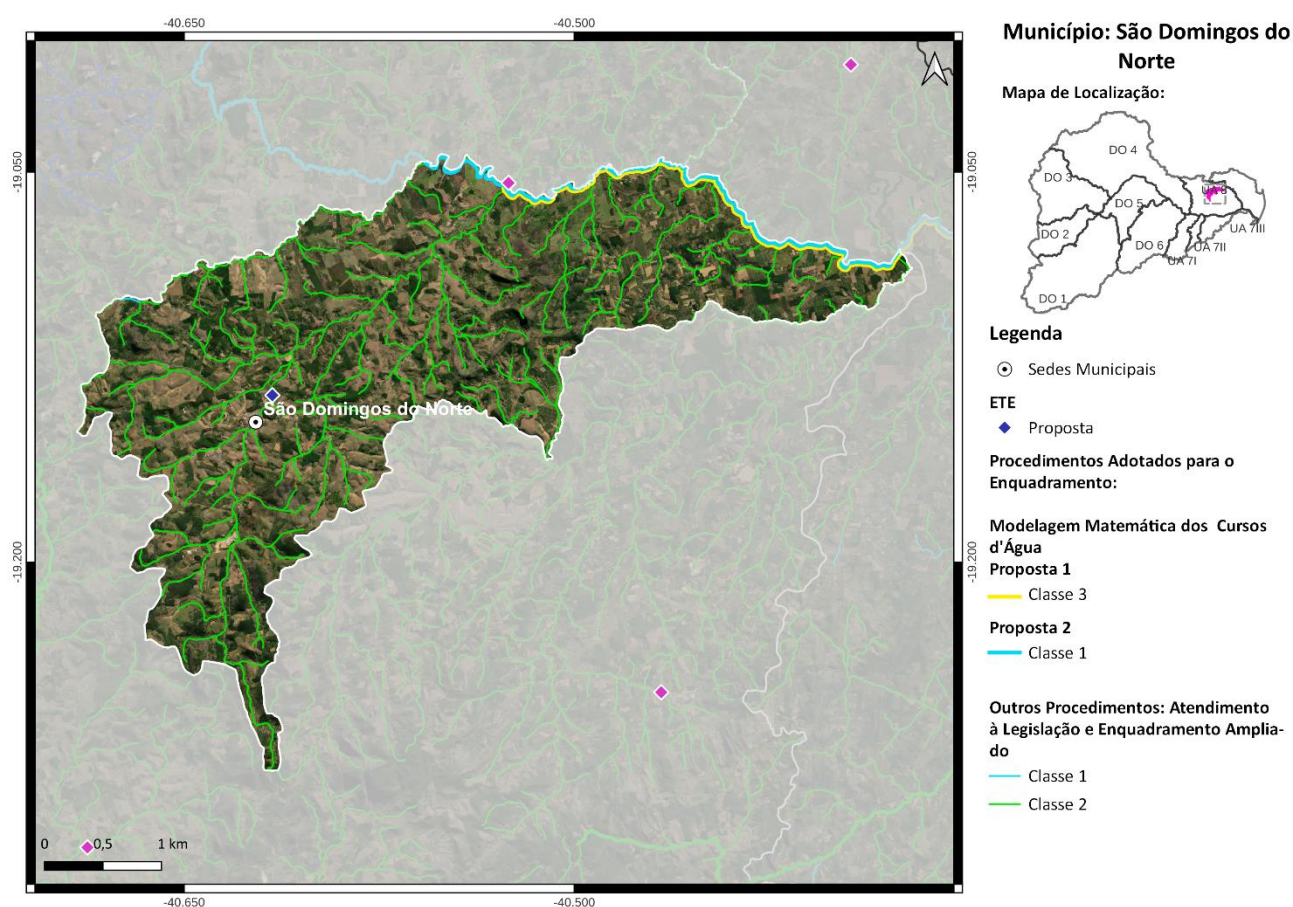 -40.650
-40.500
-19.050
-19.050
São Domingos do Norte
-19.200
-19.200
0
0,5
1 km
-40.650
-40.500
Município: São Domingos do
Norte
Mapa de Localização:
DO 4
DO 3
DO 5
DO 2
DO 6
UA 7III
UA 7II
UA 7I
DO 1
Legenda
Sedes Municipais
ETE
Proposta
Procedimentos Adotados para o
Enquadramento:
Modelagem Matemática dos Cursos
d'Água
Proposta 1
Classe 3
Proposta 2
Classe 1
Outros Procedimentos: Atendimento
à Legislação e Enquadramento Amplia-
do
Classe 1
Classe 2